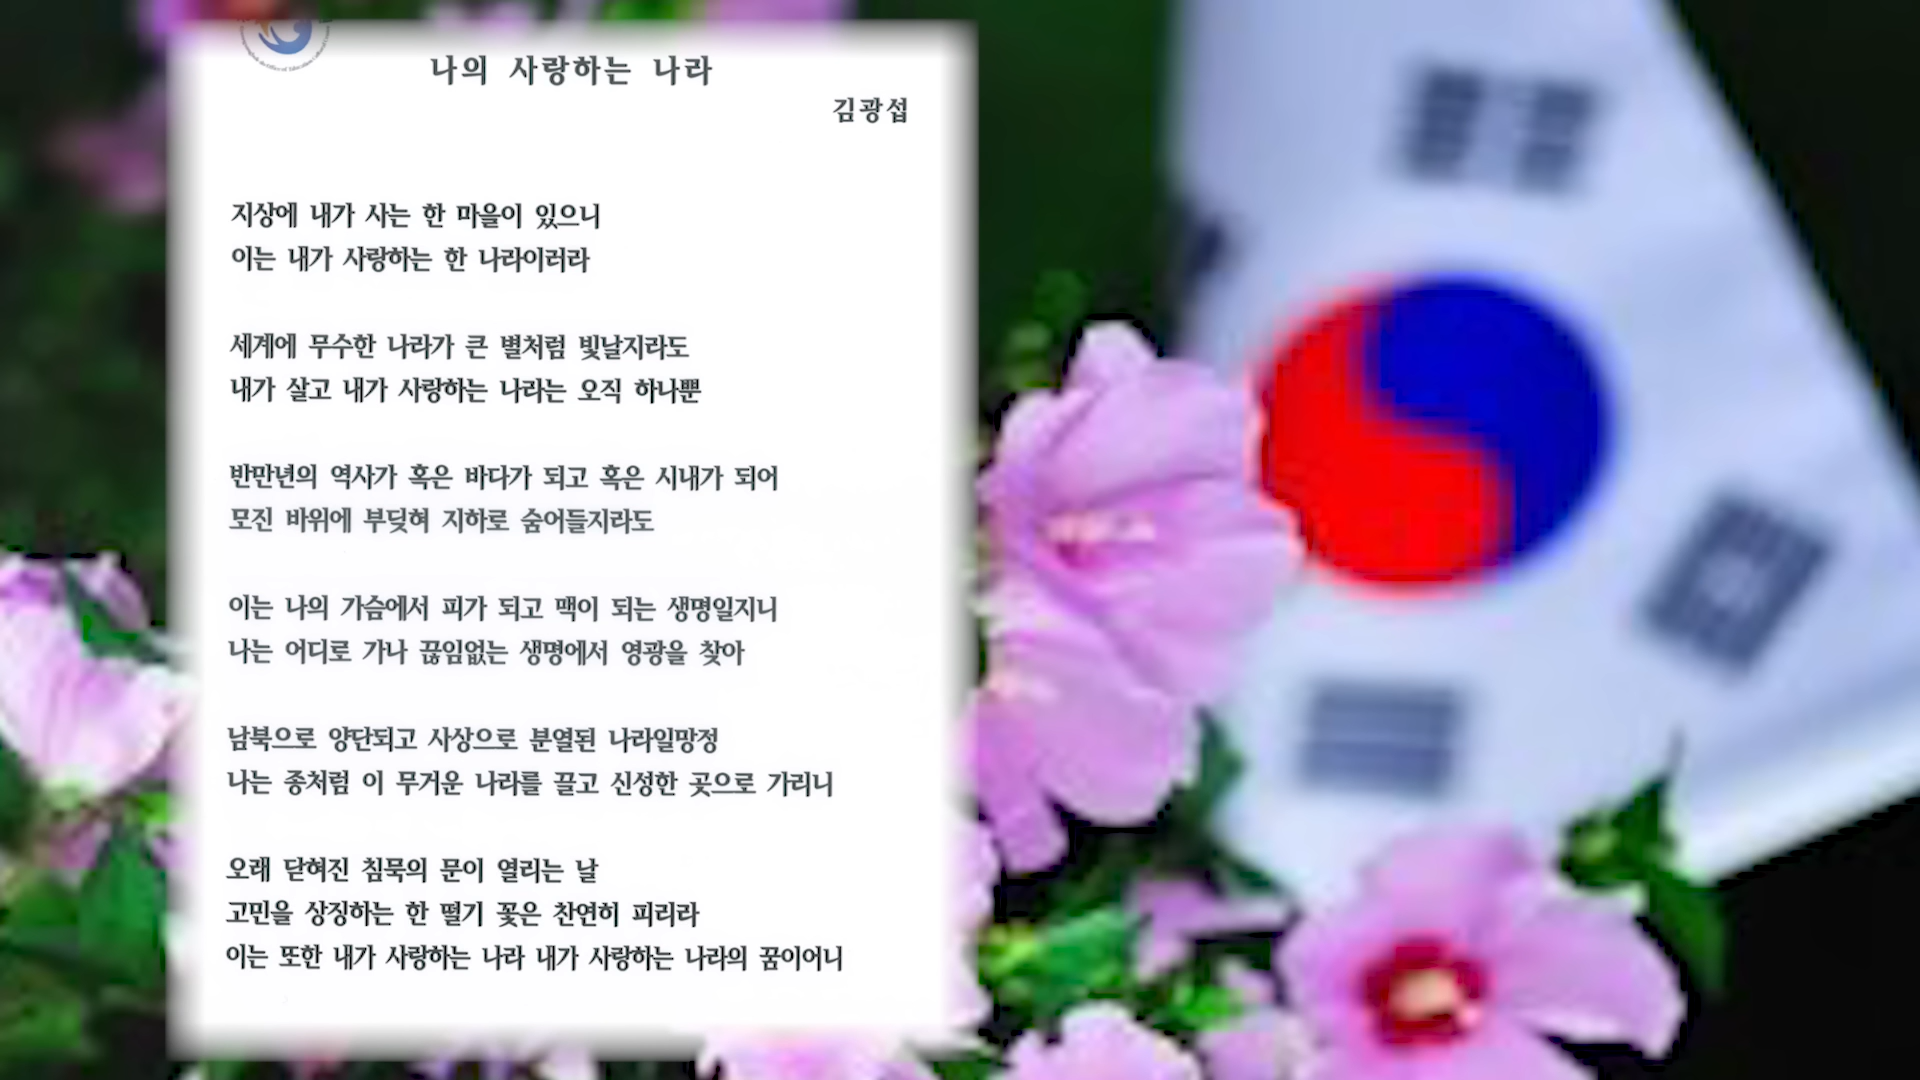 나의 사랑하는 나라
김광섭
지상에 내가 사는 한 마을이 있으니
이는 내가 사랑하는 한 나라이러라
세계에 무수한 나라가 큰 별처럼 빛날지라도
내가 살고 내가 사랑하는 나라는 오직 하나뿐
반만년의 역사가 혹은 바다가 되고 혹은 시내가 되어
모진 바위에 부딪혀 지하로 숨어들지라도
이는 나의 가슴에서 피가 되고 맥이 되는 생명일지니
나는 어디로 가나 끊임없는 생명에서 영광을 찾아
남북으로 양단되고 사상으로 분열된 나라일망정
나는 종처럼 이 무거운 나라를 끌고 신성한 곳으로 가리니
오래 닫혀진 침묵의 문이 열리는 날
고민을 상징하는 한 떨기 꽃은 찬연히 피리라
이는 또한 내가 사랑하는 나라 내가 사랑하는 나라의 꿈이어니